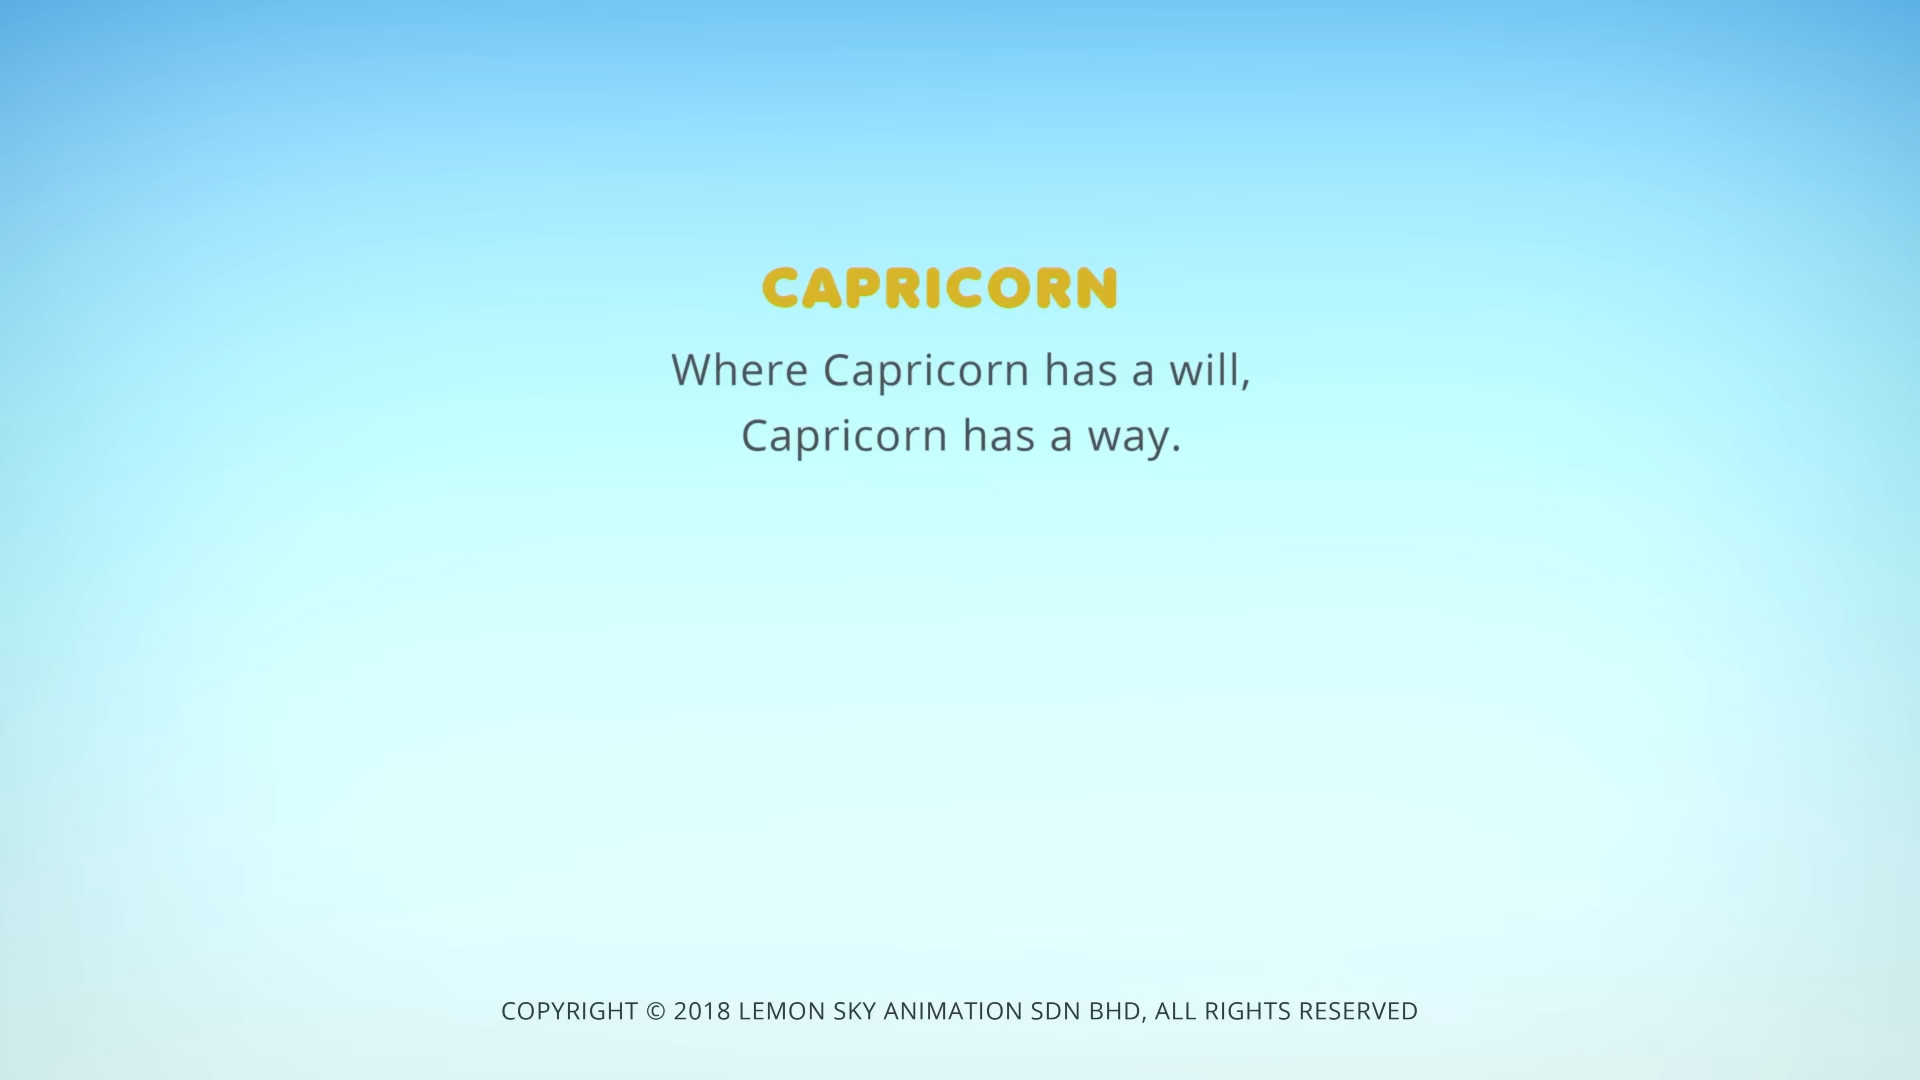 CAPRICORN
Where Capricorn has a will,
Capricorn has a way.
COPYRIGHT © 2018 LEMON SKY ANIMATION SDN BHD, ALL RIGHTS RESERVED